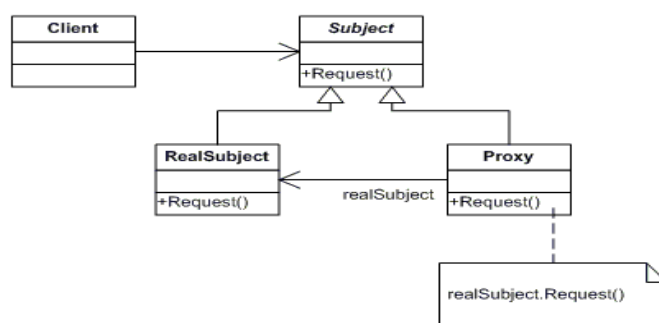 Client
Subject
+Request()
RealSubject
+Request()
realSubject
Proxy
+Request()
realSubject.Request()